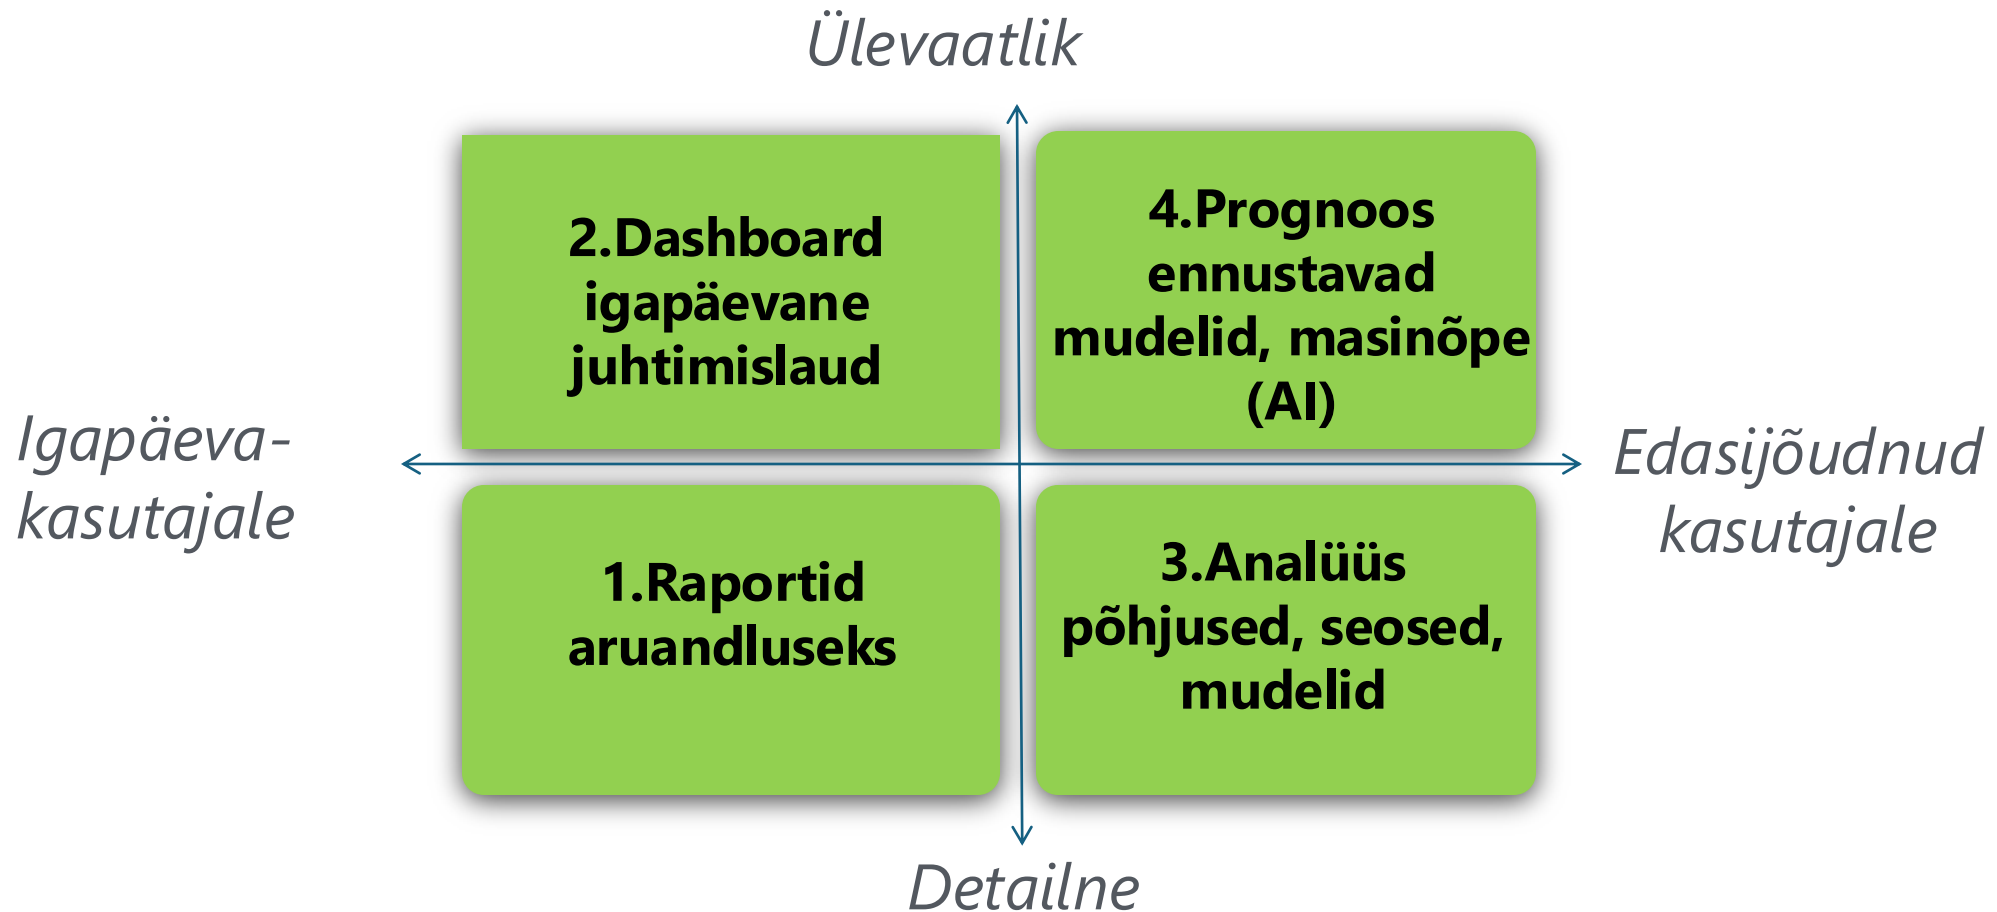 Ülevaatlik
2.Dashboard
igapäevane
juhtimislaud
4.Prognoos
ennustavad
mudelid, masinõpe
(AI)
Igapäeva-
kasutajale
Edasijõudnud
kasutajale
1.Raportid
aruandluseks
3.Analüüs
põhjused, seosed,
mudelid
Detailne